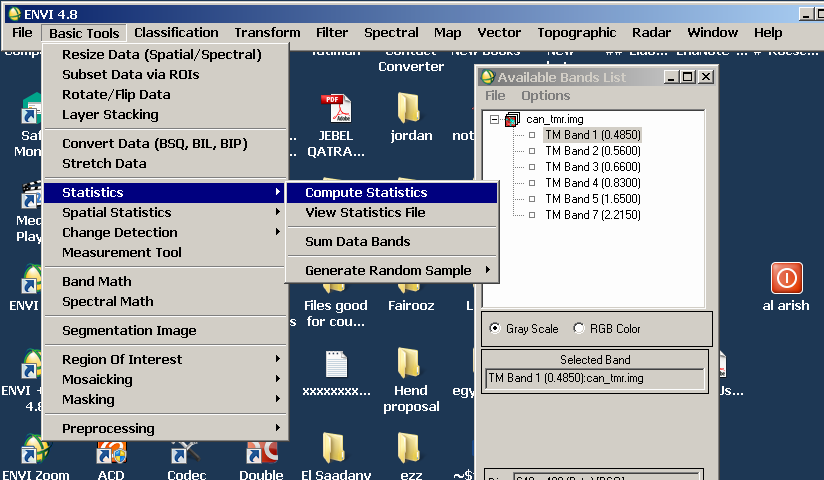 ENVI 4.8
File Basic Tools Classification Transform Filter Spectral Map Vector Topographic Radar Window Help
Resize Data (Spatial/Spectral)
Subset Data via ROIs
Rotate/Flip Data
Layer Stacking
Convert Data (BSQ, BIL, BIP)
Stretch Data
Statistics
Spatial Statistics
Change Detection
Measurement Tool
Band Math
Spectral Math
Segmentation Image
Region Of Interest
Mosaicking
Masking
Preprocessing
Compute Statistics
View Statistics File
Sum Data Bands
Generate Random Sample
Available Bands List
File Options
can_tmr.img
TM Band 1 (0.4850)
TM Band 2 (0.5600)
TM Band 3 (0.6600)
TM Band 4 (0.8300)
TM Band 5 (1.6500)
TM Band 7 (2.2150)
Gray Scale RGB Color
Selected Band
TM Band 1 (0.4850):can_tmr.img
Converter
PDF
JEBEL
QATRA...
jordan
not
Files good
for cou...
Fairooz
al arish
xxxxxxxx...
Hend
proposal
egy
ENVI
4.8
ENVI Zoom
ACD
Codec
Double
El Saadany
ezz